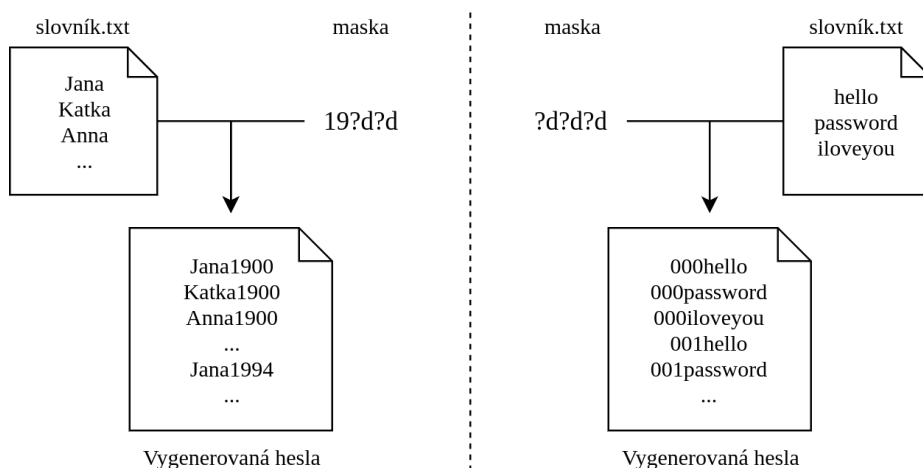 slovník.txt
maska
Jana
Katka
Anna
...
19?d?d
Jana1900
Katka1900
Anna1900
...
Jana1994
...
Vygenerovaná hesla
maska
slovník.txt
?d?d?d
hello
password
iloveyou
000hello
000password
000iloveyou
001hello
001password
...
Vygenerovaná hesla